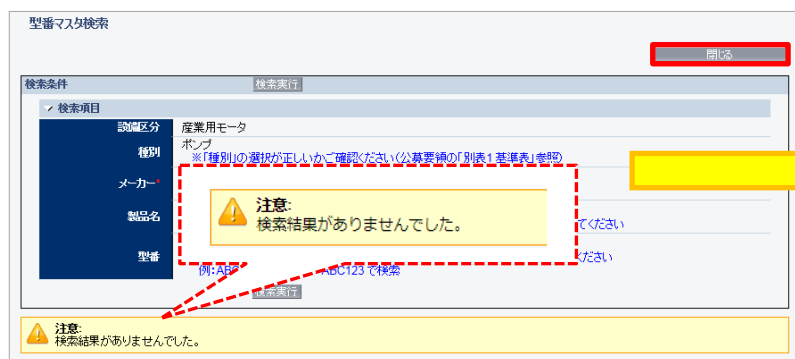 型番マスタ検索
閉じる
検索条件
検索実行
検索項目
設備区分
産業用モータ
種別
ポンプ
※「種別」の選択が正しいかご確認ください(公募要領の「別表1 基準表」参照)
メーカー*
製品名
てください
注意:
検索結果がありませんでした。
型番
ください
例:ABC
ABC123 で検索
検索実行
注意:
検索結果がありませんでした。